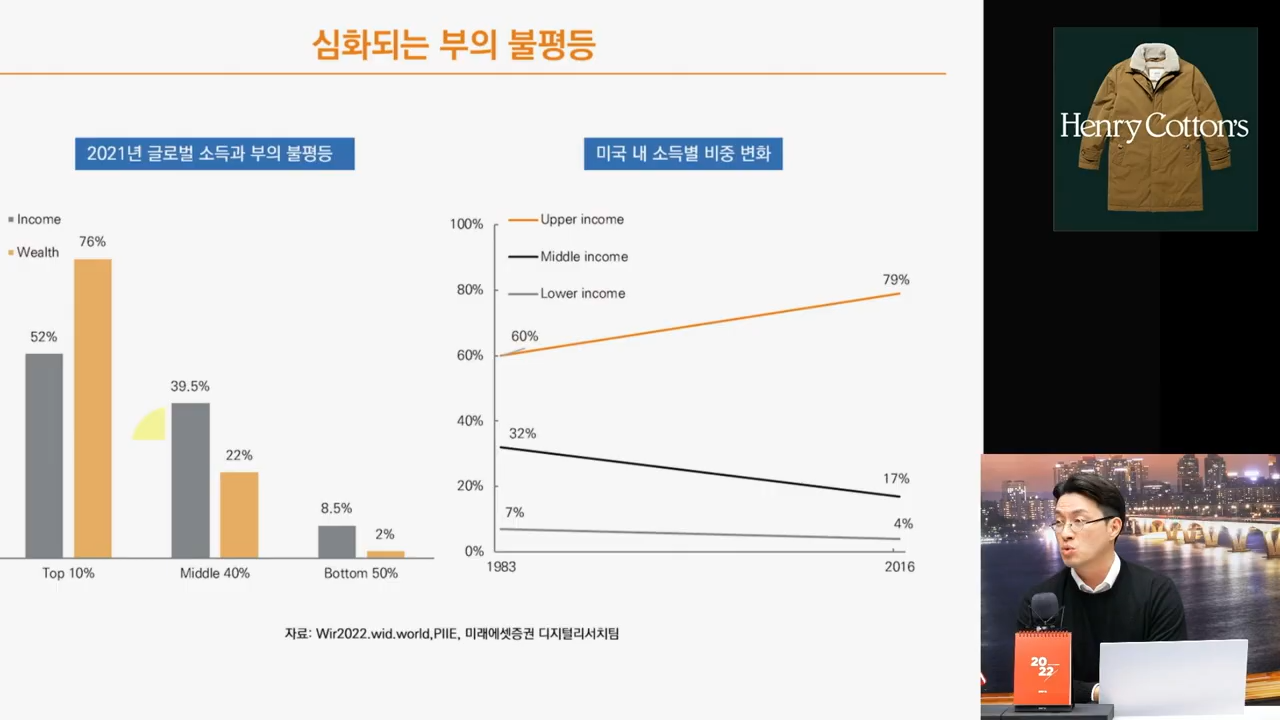 심화되는 부의 불평등
2021년 글로벌 소득과 부의 불평등
Income
Wealth
76%
52%
39.5%
22%
8.5%
2%
Top 10%
Middle 40%
Bottom 50%
미국 내 소득별 비중 변화
100%
80%
60%
40%
20%
0%
Upper income
Middle income
Lower income
79%
60%
32%
17%
7%
4%
1983
2016
자료: Wir2022.wid.world,PIIE, 미래에셋증권 디지털리서치팀
Henry Cotton's
20
22